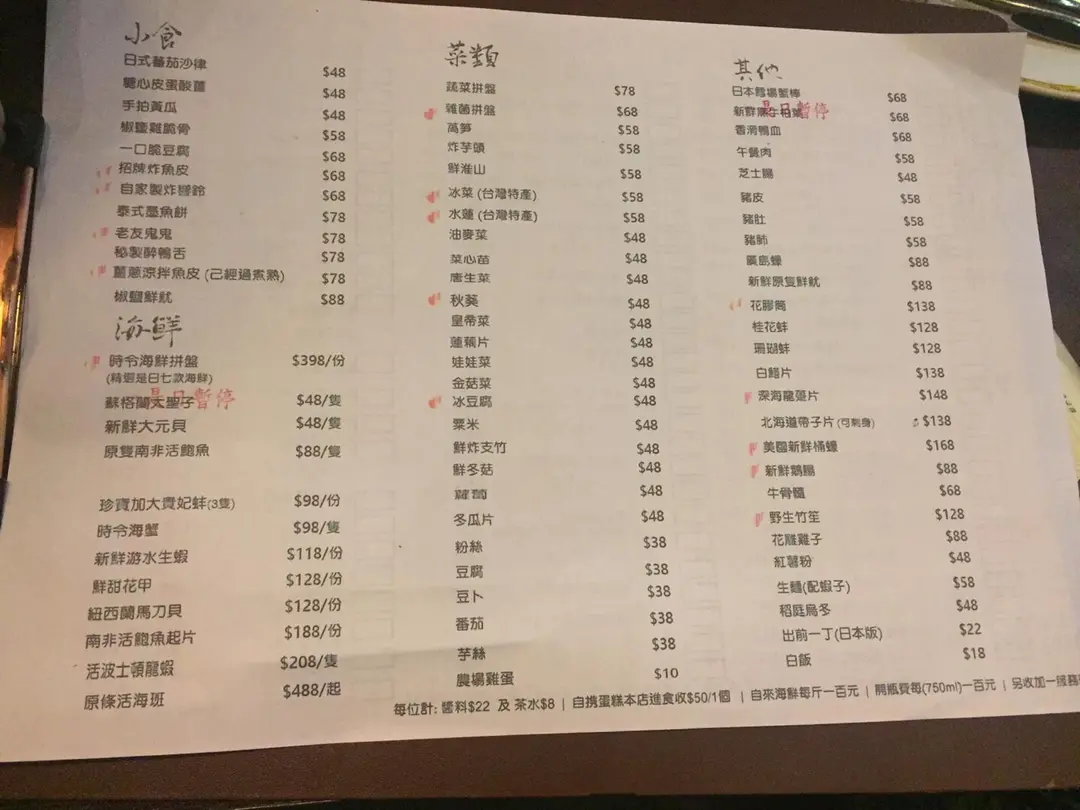 小食
日式蕃茄沙律 $48
糖心皮蛋酸薑 $48
手拍黃瓜 $48
椒鹽雞脆骨 $58
一口脆豆腐 $68
招牌炸魚皮 $68
自家製炸響鈴 $68
泰式墨魚餅 $78
老友鬼鬼 $78
秘製醉鴨舌 $78
薑蔥涼拌魚皮 (己經過煮熟) $78
椒鹽鮮魷 $88
海鮮
時令海鮮拼盤 $398/份
(精選是日七款海鮮)
蘇格蘭大聖子 $48/隻
是日暫停
新鮮大元貝 $48/隻
原隻南非活鮑魚 $88/隻
珍寶加大貴妃蚌(3隻) $98/份
時令海蟹 $98/隻
新鮮游水生蝦 $118/份
鮮甜花甲 $128/份
紐西蘭馬刀貝 $128/份
南非活鮑魚起片 $188/份
活波士頓龍蝦 $208/隻
原條活海班 $488/起
菜類
蔬菜拼盤 $78
雜菌拼盤 $68
萵筍 $58
炸芋頭 $58
鮮淮山 $58
冰菜 (台灣特產) $58
水蓮 (台灣特產) $58
油麥菜 $48
菜心苗 $48
唐生菜 $48
秋葵 $48
皇帝菜 $48
蓮藕片 $48
娃娃菜 $48
金菇菜 $48
冰豆腐 $48
粟米 $48
鮮炸支竹 $48
鮮冬菇 $48
蘿蔔 $48
冬瓜片 $48
粉絲 $38
豆腐 $38
豆卜 $38
番茄 $38
芋絲 $38
農場雞蛋 $10
其他
日本鱈場蟹棒 $68
新鮮黑牛柏葉 $68
是日暫停
香滑鴨血 $68
午餐肉 $58
芝士腸 $48
豬皮 $58
豬肚 $58
豬肺 $58
廣島蠔 $88
新鮮原隻鮮魷 $88
花膠筒 $138
桂花蚌 $128
珊瑚蚌 $128
白鱔片 $138
深海龍躉片 $148
北海道帶子片 (可刺身) $138
美國新鮮桶蠔 $168
新鮮鵝腸 $88
牛骨髓 $68
野生竹笙 $128
花雕雞子 $88
紅薯粉 $48
生麵(配蝦子) $58
稻庭烏冬 $48
出前一丁(日本版) $22
白飯 $18
每位計: 醬料$22 及 茶水$8 | 自携蛋糕本店進食收$50/1個 | 自來海鮮每斤一百元 | 開瓶費每(750ml)一百元 | 另收加一服務